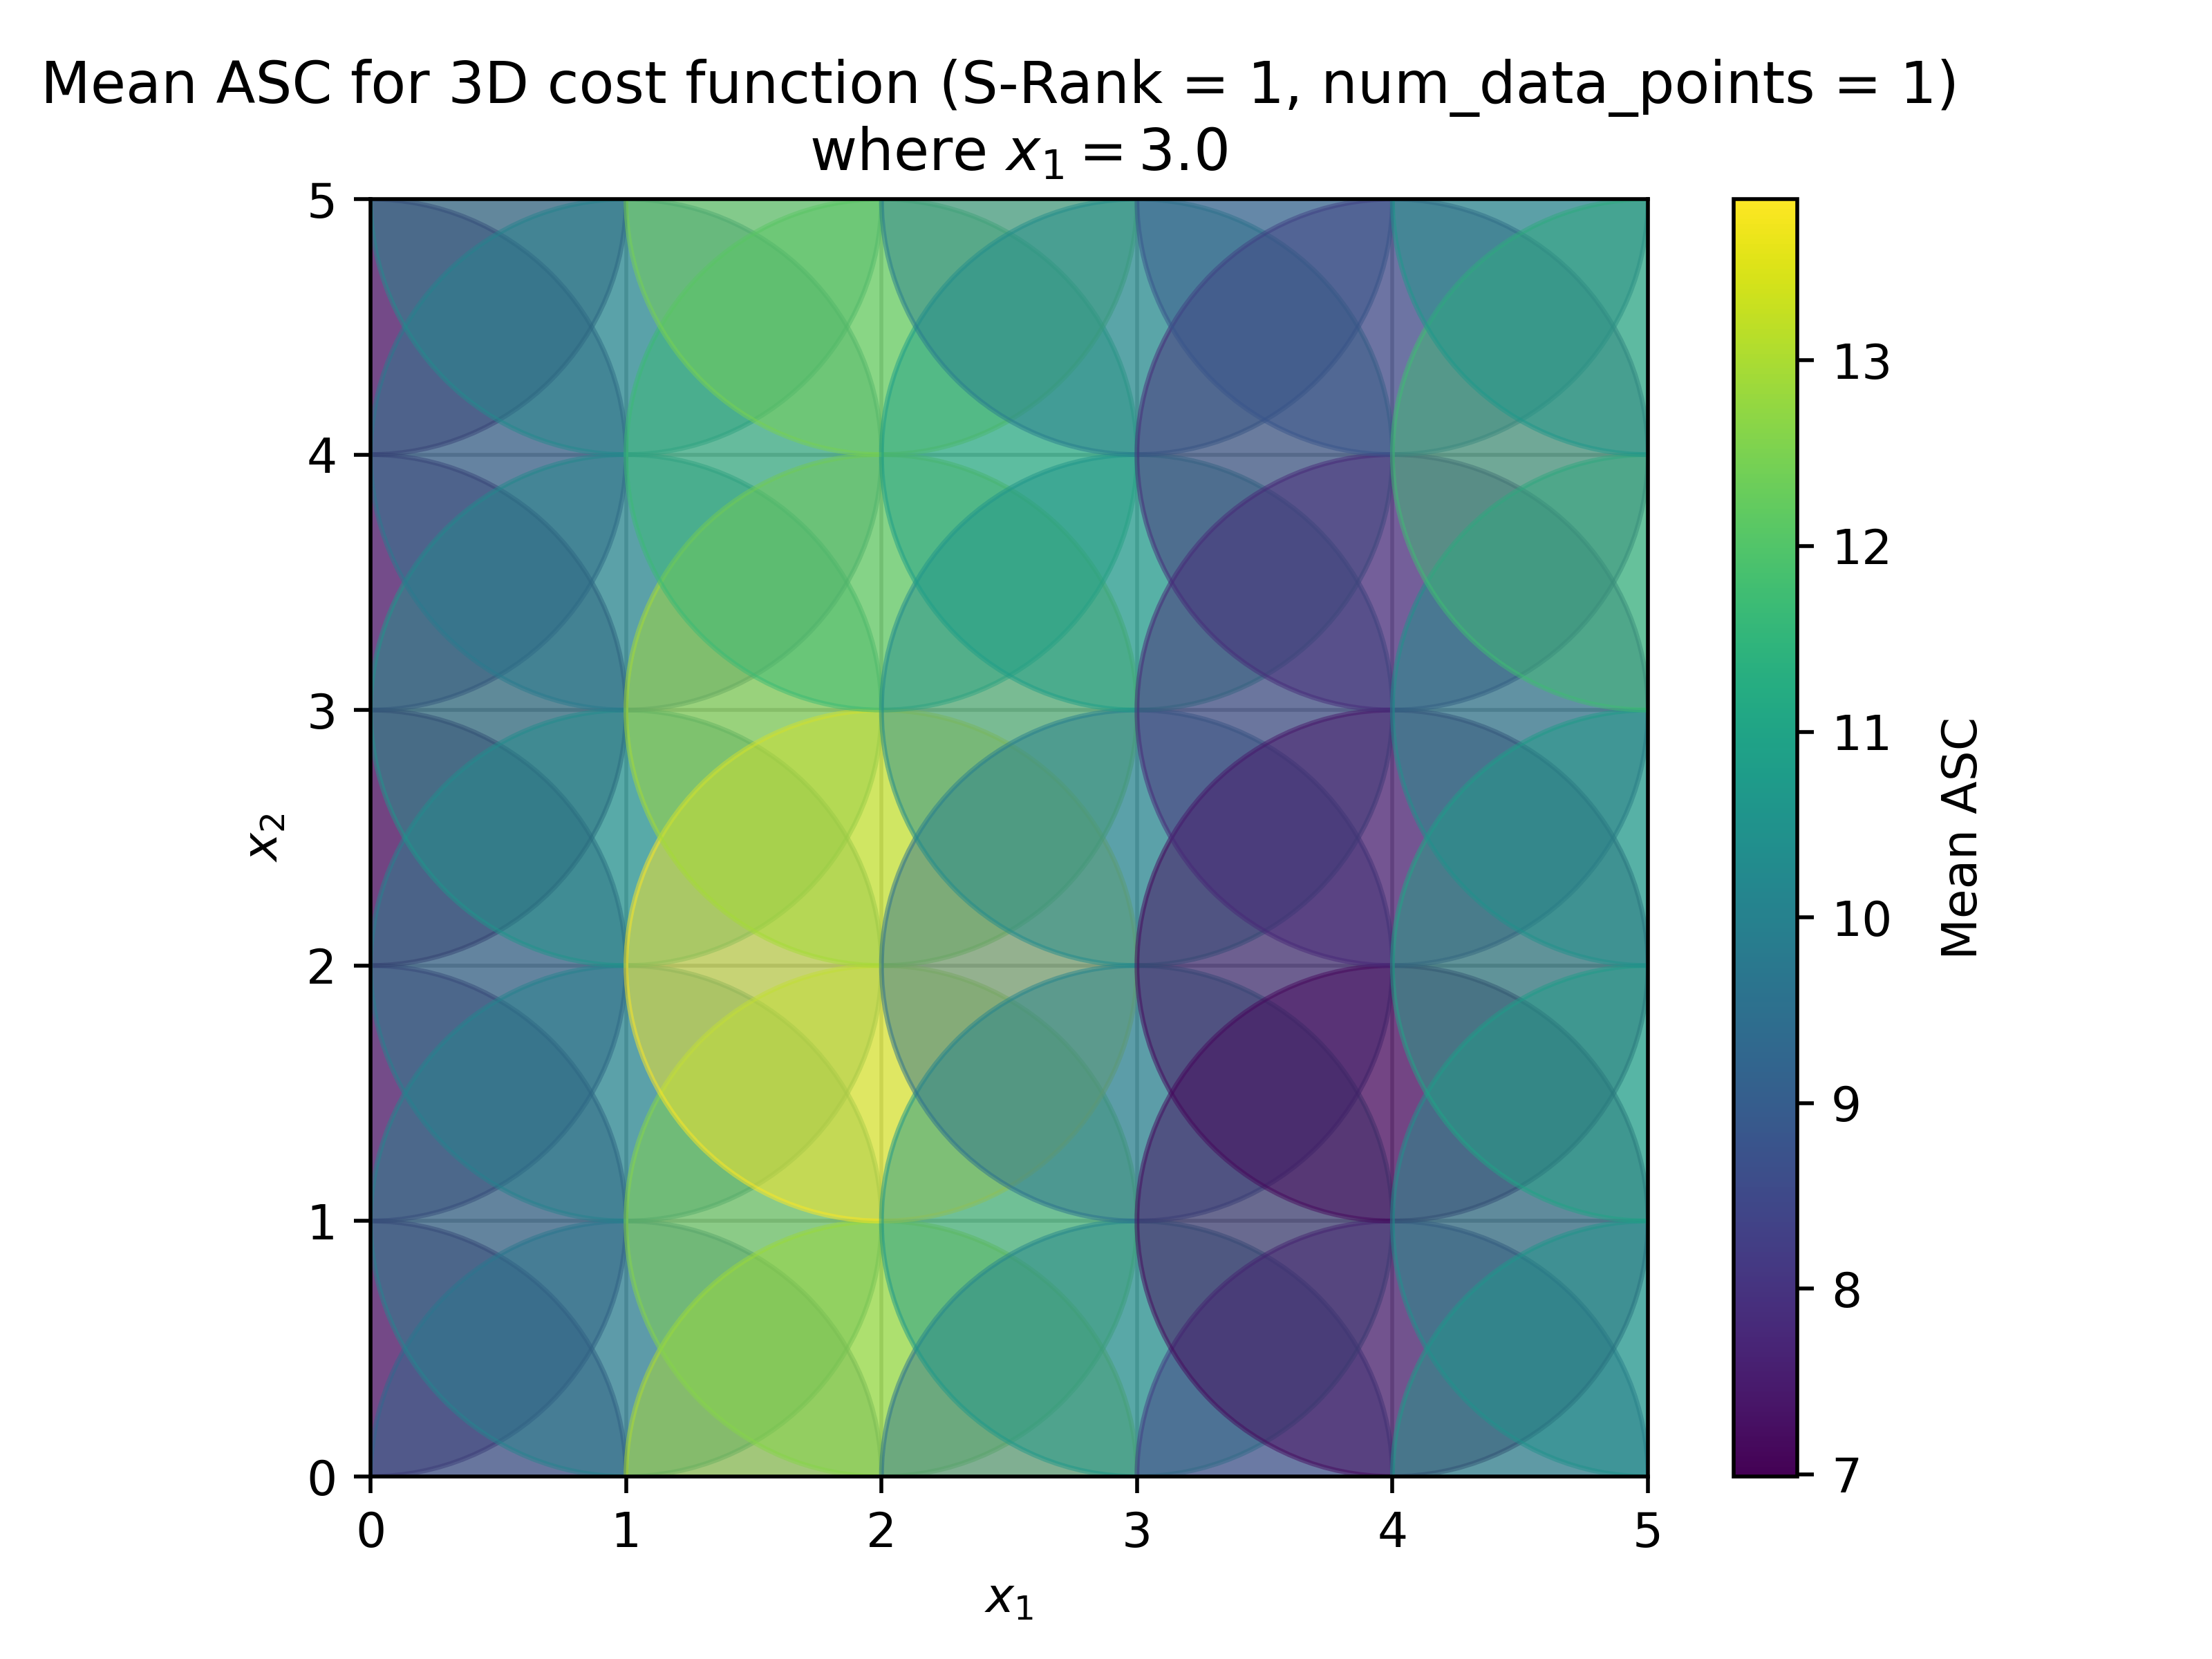 Mean ASC for 3D cost function (S-Rank = 1, num_data_points = 1)
where x₁ = 3.0
5
4
3
2
1
0
x₂
0 1 2 3 4 5
x₁
13
12
11
10
9
8
7
Mean ASC